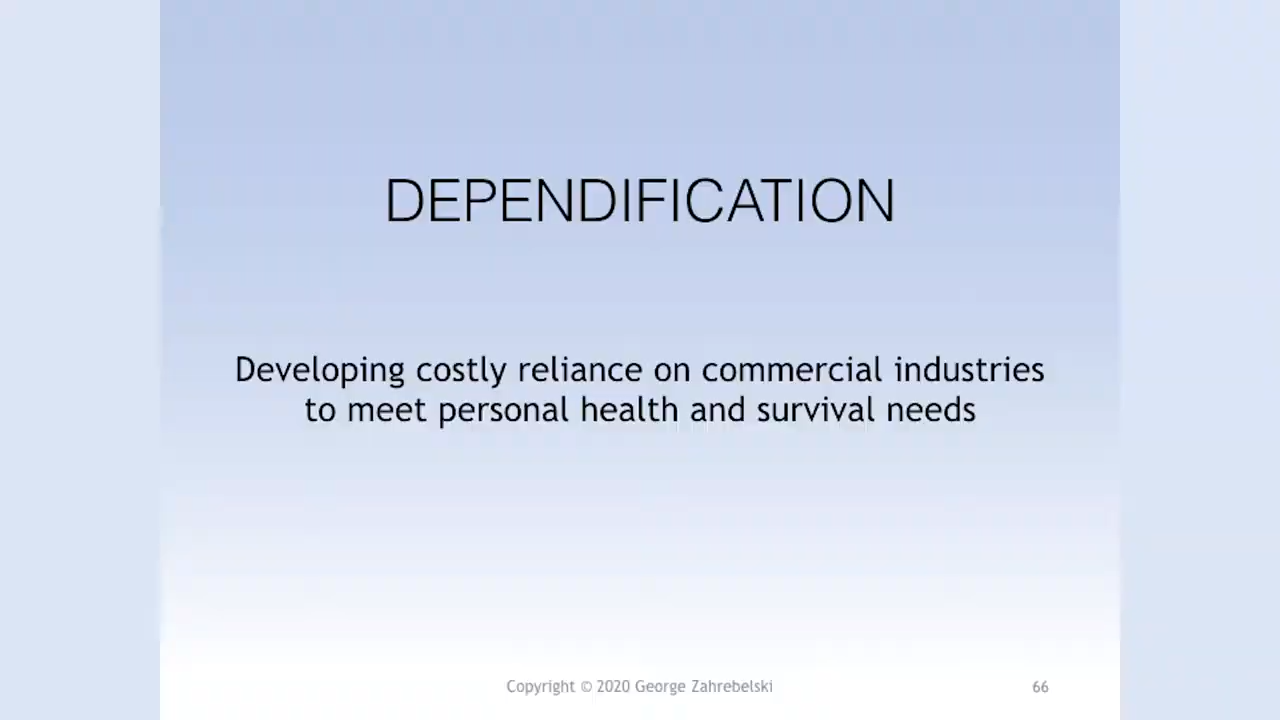 DEPENDIFICATION
Developing costly reliance on commercial industries
to meet personal health and survival needs
Copyright © 2020 George Zahrebelski
66